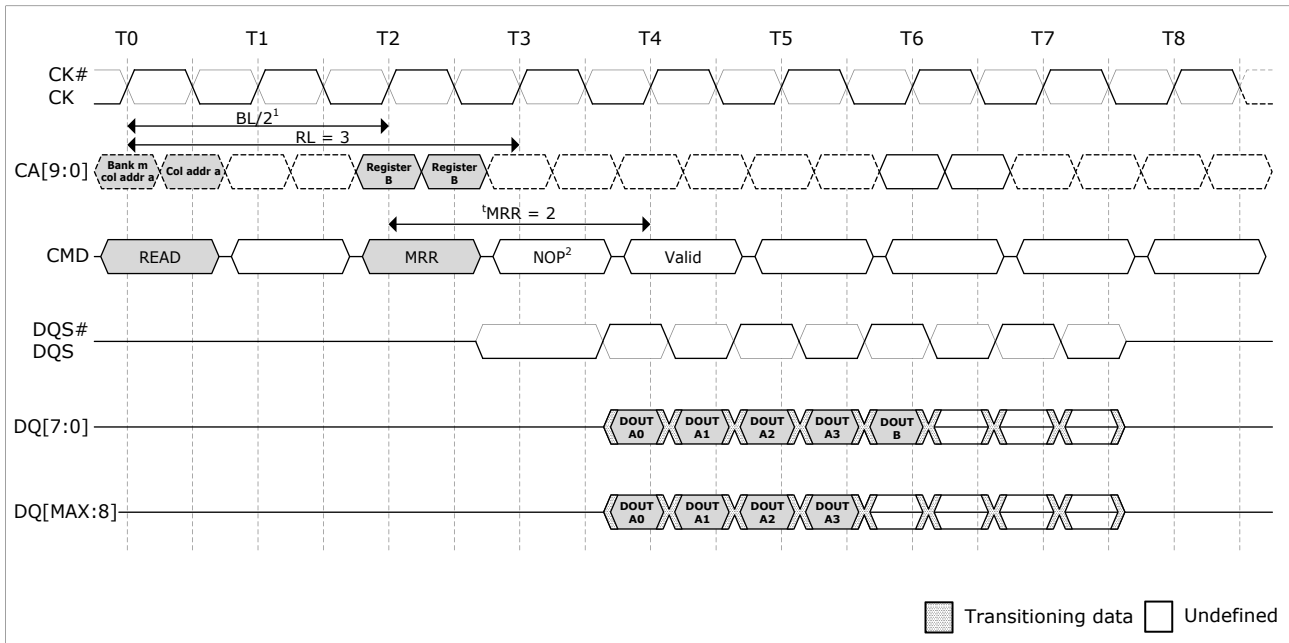 T0 T1 T2 T3 T4 T5 T6 T7 T8
CK#
CK
BL/2¹
RL = 3
CA[9:0] Bank m col addr a Col addr a Register B Register B
ᵗMRR = 2
CMD READ MRR NOP² Valid
DQS#
DQS
DQ[7:0] DOUT A0 DOUT A1 DOUT A2 DOUT A3 DOUT B
DQ[MAX:8] DOUT A0 DOUT A1 DOUT A2 DOUT A3
Transitioning data Undefined